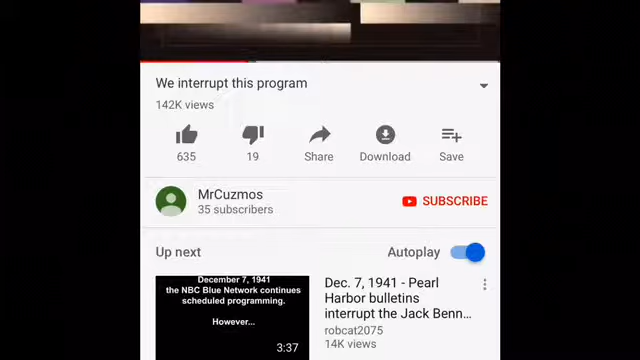 We interrupt this program
142K views
635
19
Share
Download
Save
MrCuzmos
35 subscribers
SUBSCRIBE
Up next
Autoplay
December 7, 1941
the NBC Blue Network continues
scheduled programming.
However...
3:37
Dec. 7, 1941 - Pearl
Harbor bulletins
interrupt the Jack Benn...
robcat2075
14K views